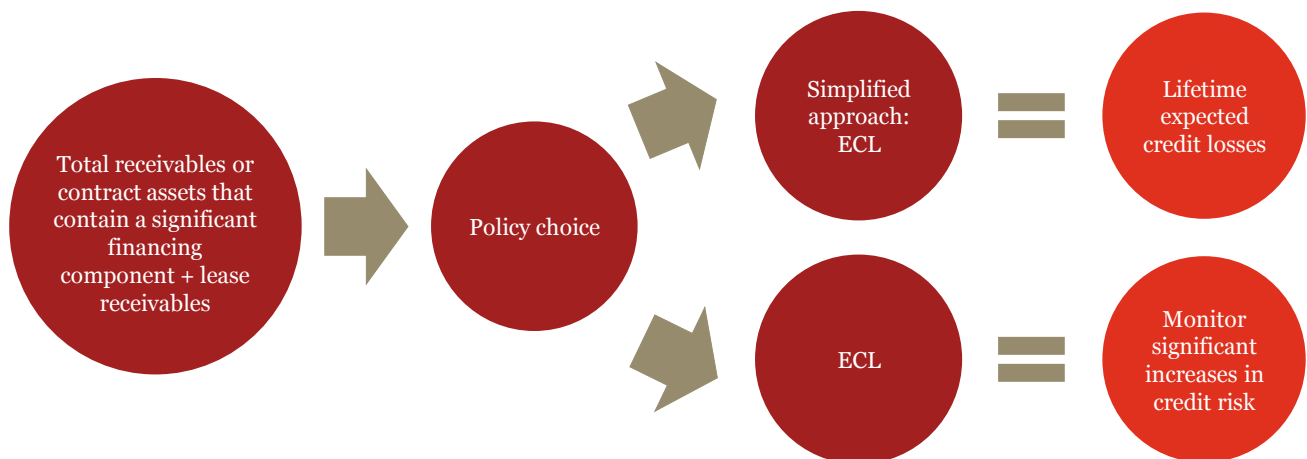 Total receivables or
contract assets that
contain a significant
financing
component + lease
receivables
Policy choice
Simplified
approach:
ECL
Lifetime
expected
credit losses
ECL
Monitor
significant
increases in
credit risk